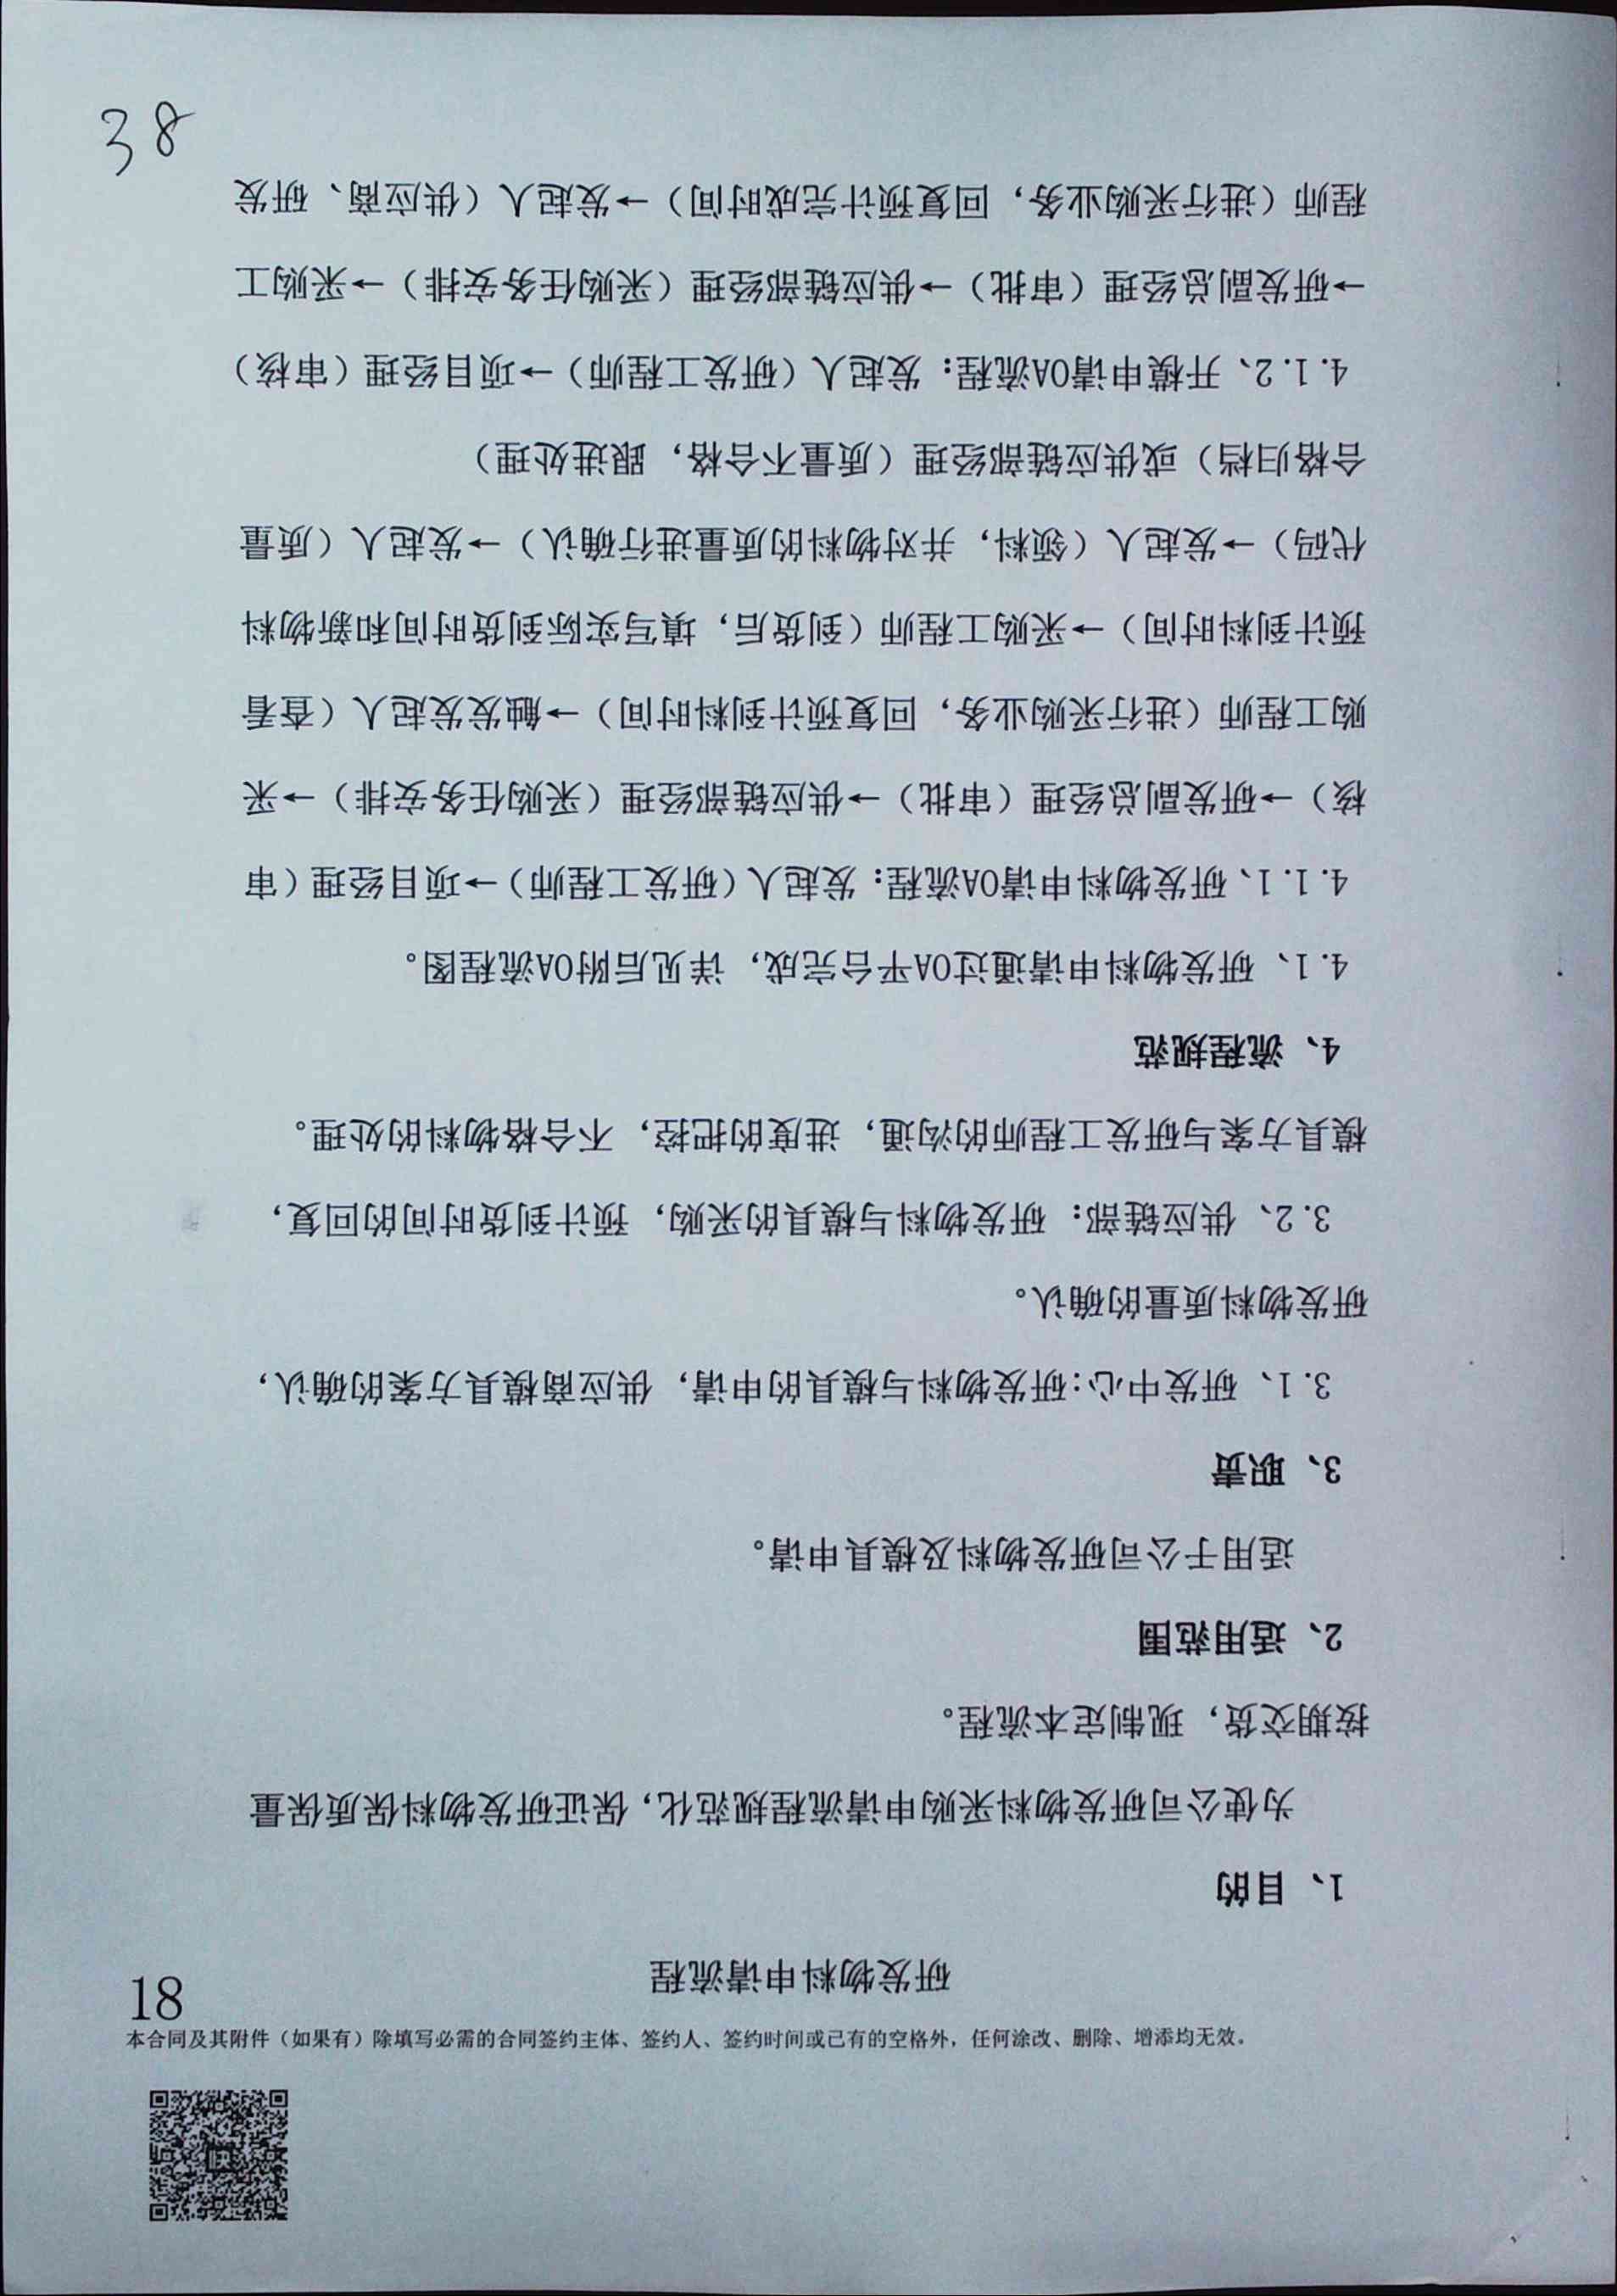 研发物料申请流程
1、目的
为使公司研发物料采购申请流程规范化，保证研发物料保质保量
按期交货，现制定本流程。
2、适用范围
适用于公司研发物料及模具申请。
3、职责
3.1、研发中心：研发物料与模具的申请，供应商模具方案的确认，
研发物料质量的确认。
3.2、供应链部：研发物料与模具的采购，预计到货时间的回复，
模具方案与研发工程师的沟通，进度的把控，不合格物料的处理。
4、流程规范
4.1、研发物料申请通过OA平台完成，详见后附OA流程图。
4.1.1、研发物料申请OA流程：发起人（研发工程师）→项目经理（审
核）→研发副总经理（审批）→供应链部经理（采购任务安排）→采
购工程师（进行采购业务，回复预计到料时间）→触发发起人（查看
预计到料时间）→采购工程师（到货后，填写实际到货时间和新物料
代码）→发起人（领料，并对物料的质量进行确认）→发起人（质量
合格归档）或供应链部经理（质量不合格，跟进处理）
4.1.2、开模申请OA流程：发起人（研发工程师）→项目经理（审核）
→研发副总经理（审批）→供应链部经理（采购任务安排）→采购工
程师（进行采购业务，回复预计完成时间）→发起人（供应商、研发
38
18
本合同及其附件（如果有）除填写必需的合同签约主体、签约人、签约时间或已有的空格外，任何涂改、删除、增添均无效。